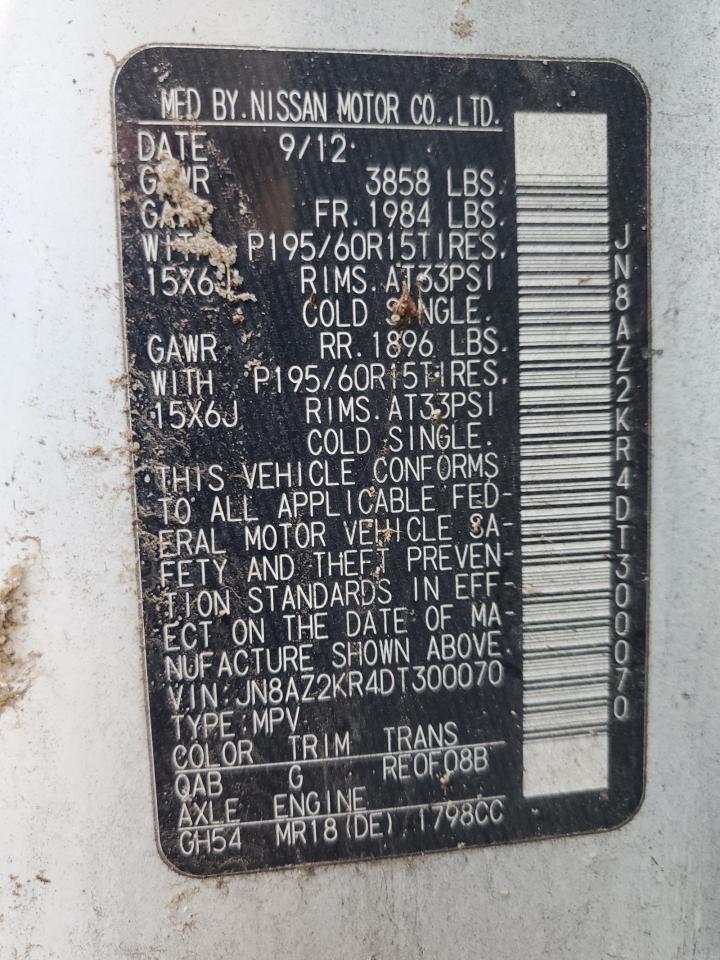 MFD BY. NISSAN MOTOR CO., LTD.
DATE 9/12
GVWR 3858 LBS.
GAWR FR. 1984 LBS.
WITH P195/60R15TIRES,
15X6J RIMS. AT33PSI
COLD SINGLE.
GAWR RR. 1896 LBS.
WITH P195/60R15TIRES,
15X6J RIMS. AT33PSI
COLD SINGLE.
THIS VEHICLE CONFORMS
TO ALL APPLICABLE FED-
ERAL MOTOR VEHICLE SA-
FETY AND THEFT PREVEN-
TION STANDARDS IN EFF-
ECT ON THE DATE OF MA-
NUFACTURE SHOWN ABOVE.
VIN: JN8AZ2KR4DT300070
TYPE: MPV
COLOR TRIM TRANS
QAB G RE0F08B
AXLE ENGINE
GH54 MR18(DE) 1798CC
JN8AZ2KR4DT300070